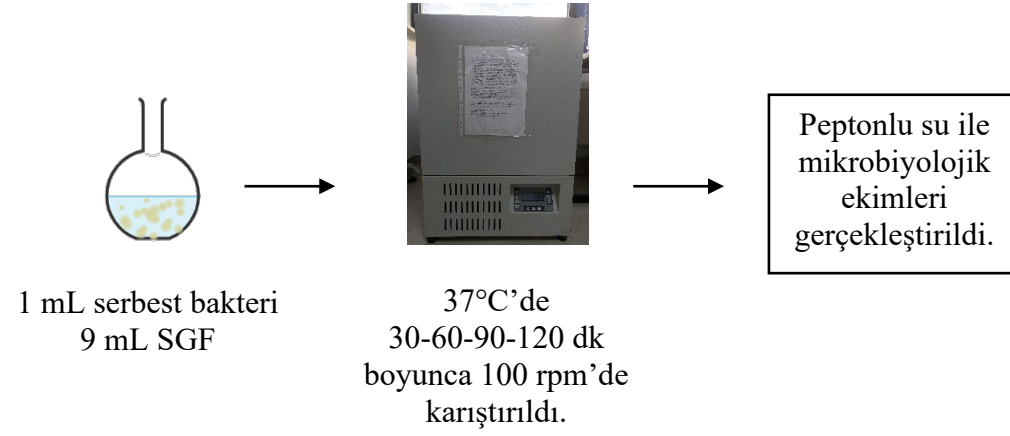 1 mL serbest bakteri
9 mL SGF
37°C’de
30-60-90-120 dk
boyunca 100 rpm’de
karıştırıldı.
Peptonlu su ile
mikrobiyolojik
ekimleri
gerçekleştirildi.